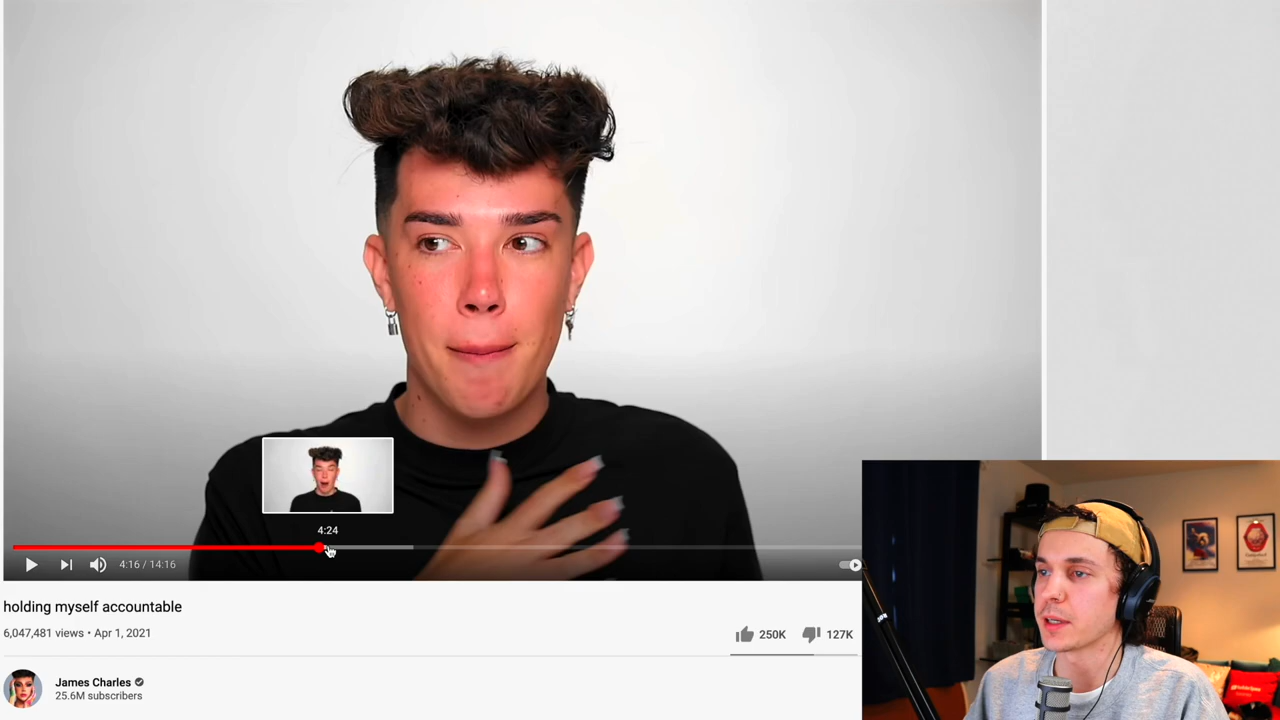 4:24
4:16 / 14:16
holding myself accountable
6,047,481 views • Apr 1, 2021
250K
127K
James Charles
25.6M subscribers